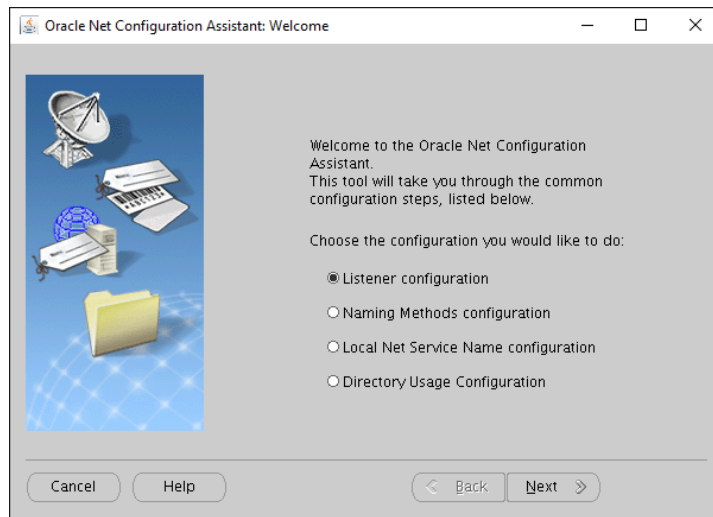 Oracle Net Configuration Assistant: Welcome
Welcome to the Oracle Net Configuration
Assistant.
This tool will take you through the common
configuration steps, listed below.
Choose the configuration you would like to do:
Listener configuration
Naming Methods configuration
Local Net Service Name configuration
Directory Usage Configuration
Cancel
Help
Back
Next